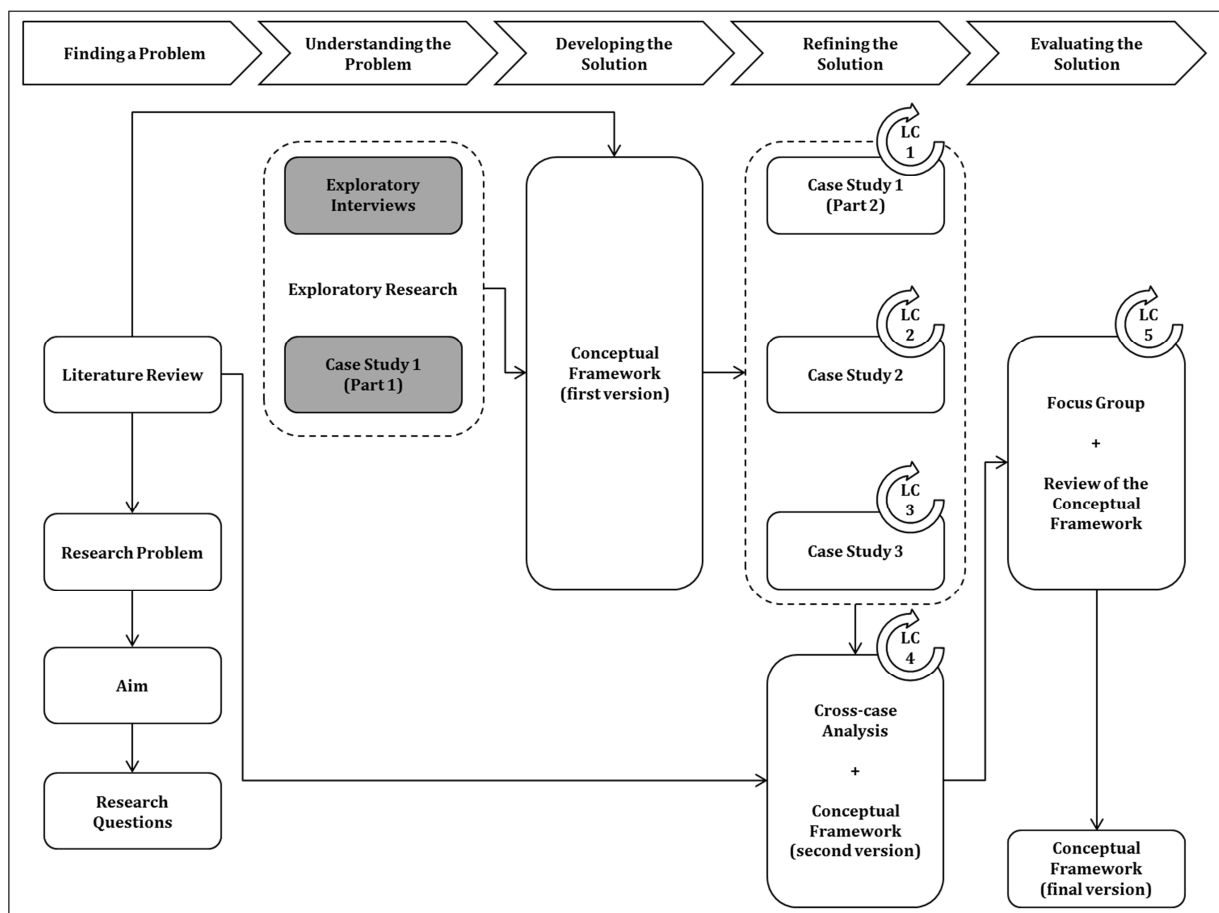 Finding a Problem
Understanding the
Problem
Developing the
Solution
Refining the
Solution
Evaluating the
Solution
Literature Review
Research Problem
Aim
Research
Questions
Exploratory
Interviews
Exploratory Research
Case Study 1
(Part 1)
Conceptual
Framework
(first version)
LC
1
Case Study 1
(Part 2)
LC
2
Case Study 2
LC
3
Case Study 3
LC
4
Cross-case
Analysis
+
Conceptual
Framework
(second version)
LC
5
Focus Group
+
Review of the
Conceptual
Framework
Conceptual
Framework
(final version)